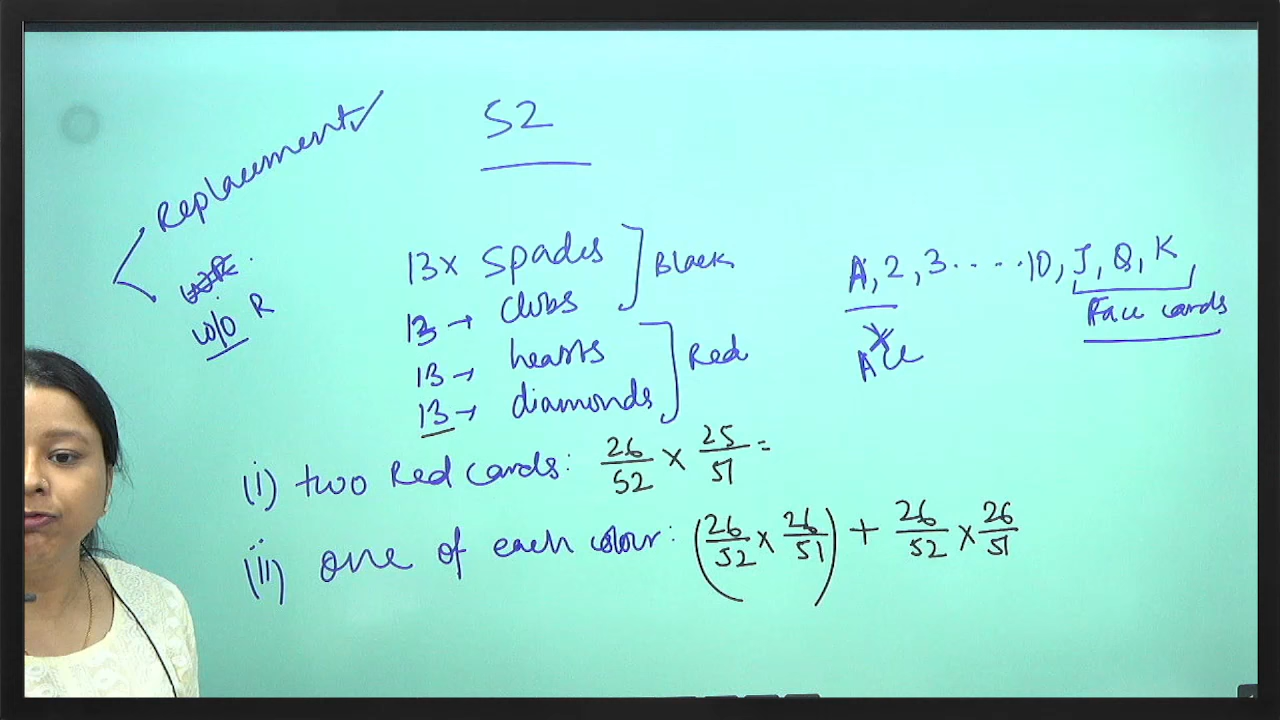 52
Replacement ✓
w/o R
13x spades
Black
13 → clubs
13 → hearts
Red
13 → diamonds
A, 2, 3 ..... 10, J, Q, K
Face cards
Ace
(i) two Red cards: 26/52 × 25/51 =
(ii) one of each colour: (26/52 × 26/51) + 26/52 × 26/51